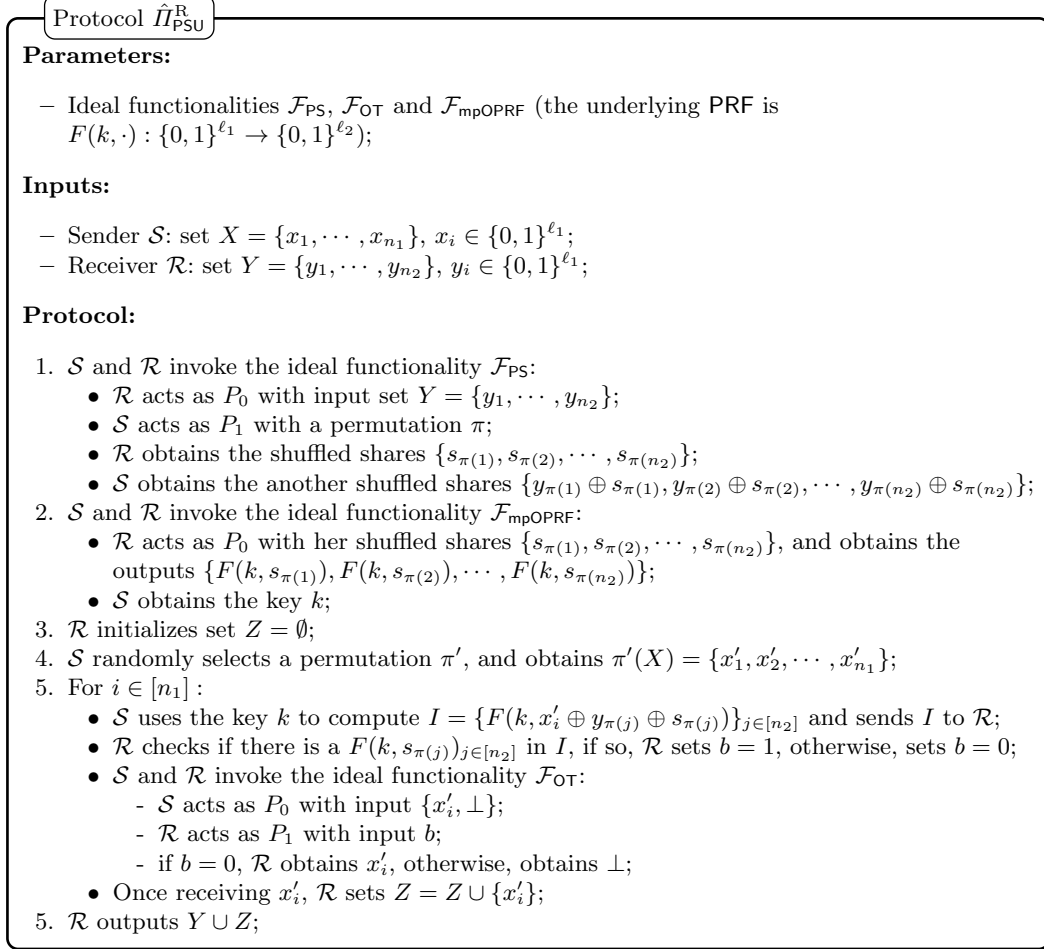 Protocol $\hat{\Pi}^{\mathsf{R}}_{\mathsf{PSU}}$
Parameters:
– Ideal functionalities $\mathcal{F}_{\mathsf{PS}}$, $\mathcal{F}_{\mathsf{OT}}$ and $\mathcal{F}_{\mathsf{mpOPRF}}$ (the underlying PRF is
$F(k, \cdot) : \{0, 1\}^{\ell_1} \to \{0, 1\}^{\ell_2}$);
Inputs:
– Sender $\mathcal{S}$: set $X = \{x_1, \cdots, x_{n_1}\}$, $x_i \in \{0, 1\}^{\ell_1}$;
– Receiver $\mathcal{R}$: set $Y = \{y_1, \cdots, y_{n_2}\}$, $y_i \in \{0, 1\}^{\ell_1}$;
Protocol:
1. $\mathcal{S}$ and $\mathcal{R}$ invoke the ideal functionality $\mathcal{F}_{\mathsf{PS}}$:
• $\mathcal{R}$ acts as $P_0$ with input set $Y = \{y_1, \cdots, y_{n_2}\}$;
• $\mathcal{S}$ acts as $P_1$ with a permutation $\pi$;
• $\mathcal{R}$ obtains the shuffled shares $\{s_{\pi(1)}, s_{\pi(2)}, \cdots, s_{\pi(n_2)}\}$;
• $\mathcal{S}$ obtains the another shuffled shares $\{y_{\pi(1)} \oplus s_{\pi(1)}, y_{\pi(2)} \oplus s_{\pi(2)}, \cdots, y_{\pi(n_2)} \oplus s_{\pi(n_2)}\}$;
2. $\mathcal{S}$ and $\mathcal{R}$ invoke the ideal functionality $\mathcal{F}_{\mathsf{mpOPRF}}$:
• $\mathcal{R}$ acts as $P_0$ with her shuffled shares $\{s_{\pi(1)}, s_{\pi(2)}, \cdots, s_{\pi(n_2)}\}$, and obtains the
outputs $\{F(k, s_{\pi(1)}), F(k, s_{\pi(2)}), \cdots, F(k, s_{\pi(n_2)})\}$;
• $\mathcal{S}$ obtains the key $k$;
3. $\mathcal{R}$ initializes set $Z = \emptyset$;
4. $\mathcal{S}$ randomly selects a permutation $\pi'$, and obtains $\pi'(X) = \{x'_1, x'_2, \cdots, x'_{n_1}\}$;
5. For $i \in [n_1]$ :
• $\mathcal{S}$ uses the key $k$ to compute $I = \{F(k, x'_i \oplus y_{\pi(j)} \oplus s_{\pi(j)})\}_{j \in [n_2]}$ and sends $I$ to $\mathcal{R}$;
• $\mathcal{R}$ checks if there is a $F(k, s_{\pi(j)})_{j \in [n_2]}$ in $I$, if so, $\mathcal{R}$ sets $b = 1$, otherwise, sets $b = 0$;
• $\mathcal{S}$ and $\mathcal{R}$ invoke the ideal functionality $\mathcal{F}_{\mathsf{OT}}$:
- $\mathcal{S}$ acts as $P_0$ with input $\{x'_i, \bot\}$;
- $\mathcal{R}$ acts as $P_1$ with input $b$;
- if $b = 0$, $\mathcal{R}$ obtains $x'_i$, otherwise, obtains $\bot$;
• Once receiving $x'_i$, $\mathcal{R}$ sets $Z = Z \cup \{x'_i\}$;
5. $\mathcal{R}$ outputs $Y \cup Z$;